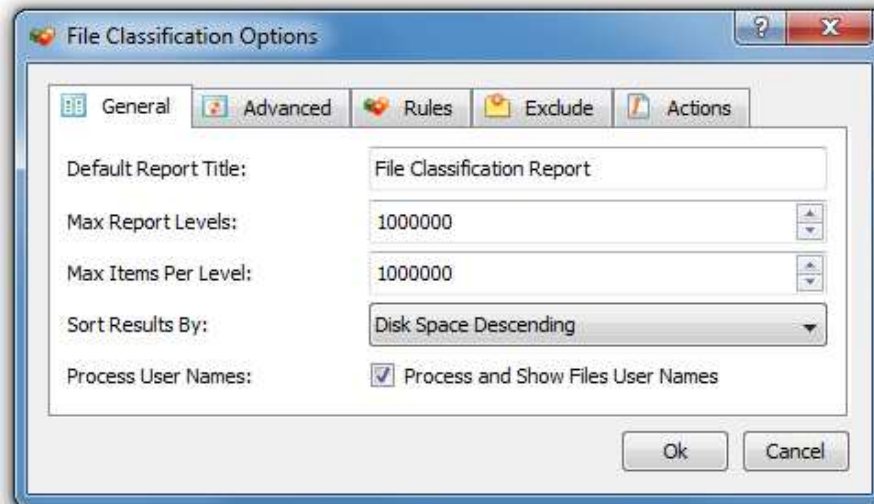 File Classification Options
General Advanced Rules Exclude Actions
Default Report Title: File Classification Report
Max Report Levels: 1000000
Max Items Per Level: 1000000
Sort Results By: Disk Space Descending
Process User Names: Process and Show Files User Names
Ok Cancel